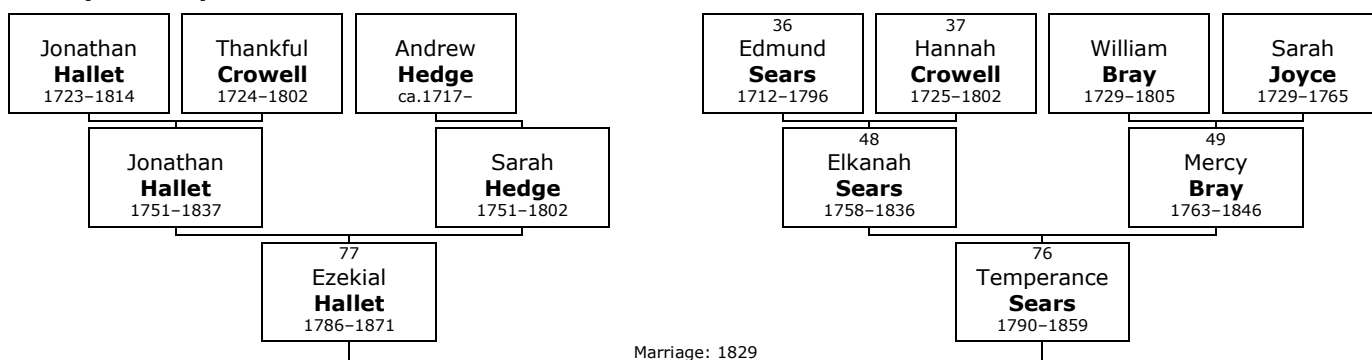 Jonathan
Hallet
1723–1814
Thankful
Crowell
1724–1802
Andrew
Hedge
ca.1717–
36
Edmund
Sears
1712–1796
37
Hannah
Crowell
1725–1802
William
Bray
1729–1805
Sarah
Joyce
1729–1765
Jonathan
Hallet
1751–1837
Sarah
Hedge
1751–1802
48
Elkanah
Sears
1758–1836
49
Mercy
Bray
1763–1846
77
Ezekial
Hallet
1786–1871
76
Temperance
Sears
1790–1859
Marriage: 1829